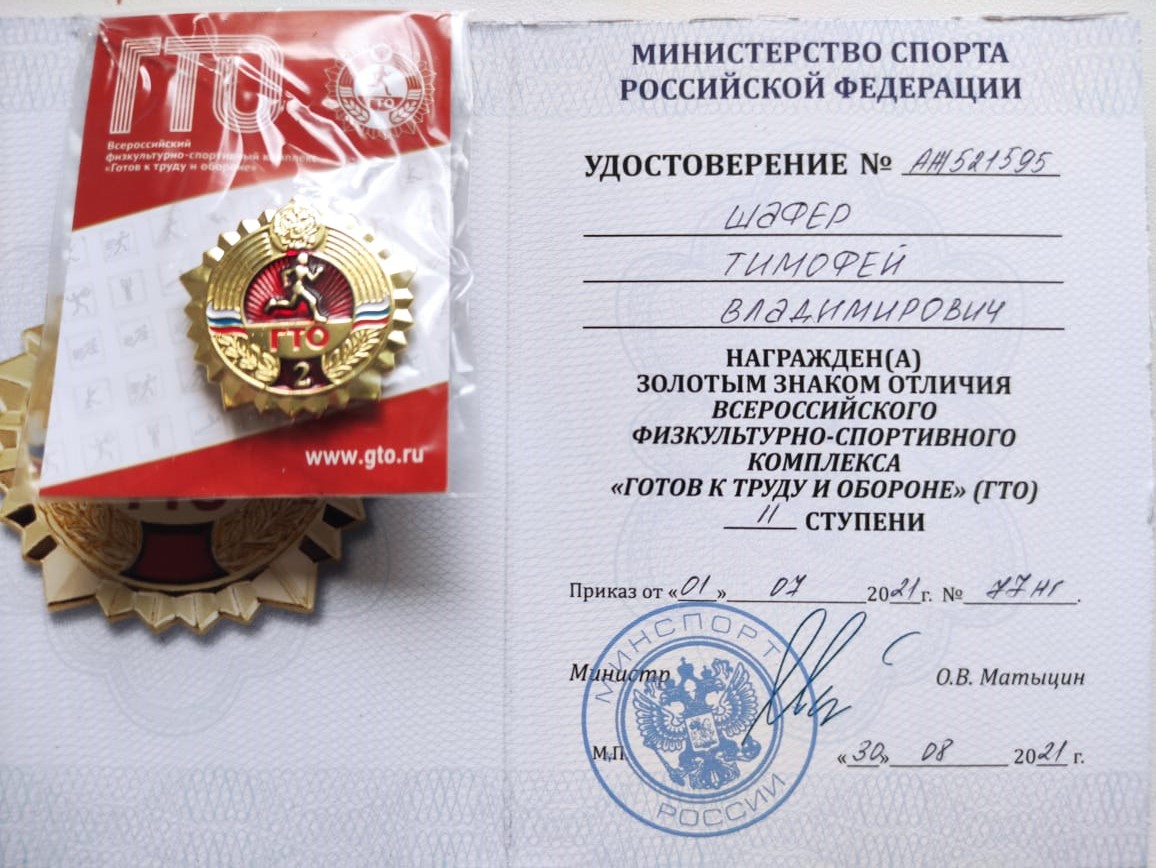 ГТО
ГТО
Всероссийский
физкультурно-спортивный комплекс
«Готов к труду и обороне»
ГТО
2
www.gto.ru
МИНИСТЕРСТВО СПОРТА
РОССИЙСКОЙ ФЕДЕРАЦИИ
УДОСТОВЕРЕНИЕ № АЖ521595
ШАФЕР
ТИМОФЕЙ
ВЛАДИМИРОВИЧ
НАГРАЖДЕН(А)
ЗОЛОТЫМ ЗНАКОМ ОТЛИЧИЯ
ВСЕРОССИЙСКОГО
ФИЗКУЛЬТУРНО-СПОРТИВНОГО
КОМПЛЕКСА
«ГОТОВ К ТРУДУ И ОБОРОНЕ» (ГТО)
II СТУПЕНИ
Приказ от «01» 07 2021г. № 77нг.
Министр О.В. Матыцин
МИНСПОРТ
РОССИИ
М.П
«30» 08 2021 г.